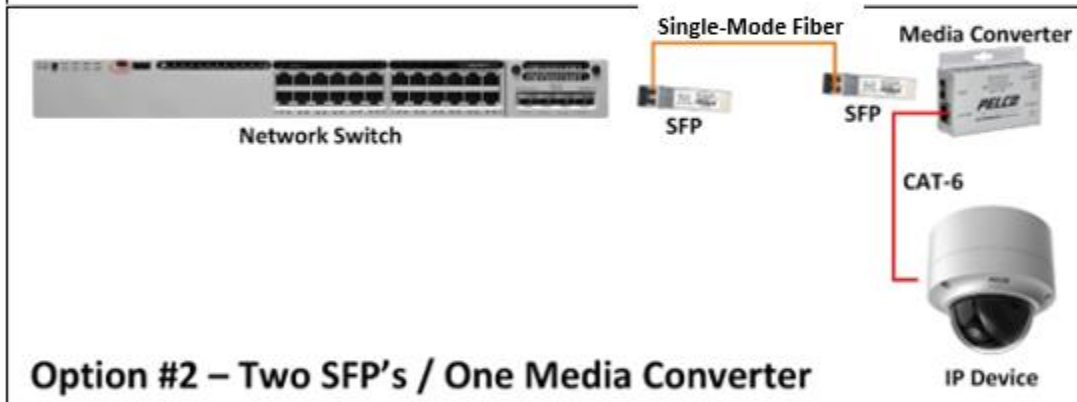 Single-Mode Fiber
Media Converter
PELCO
SFP
SFP
Network Switch
CAT-6
PELCO
Option #2 – Two SFP's / One Media Converter
IP Device